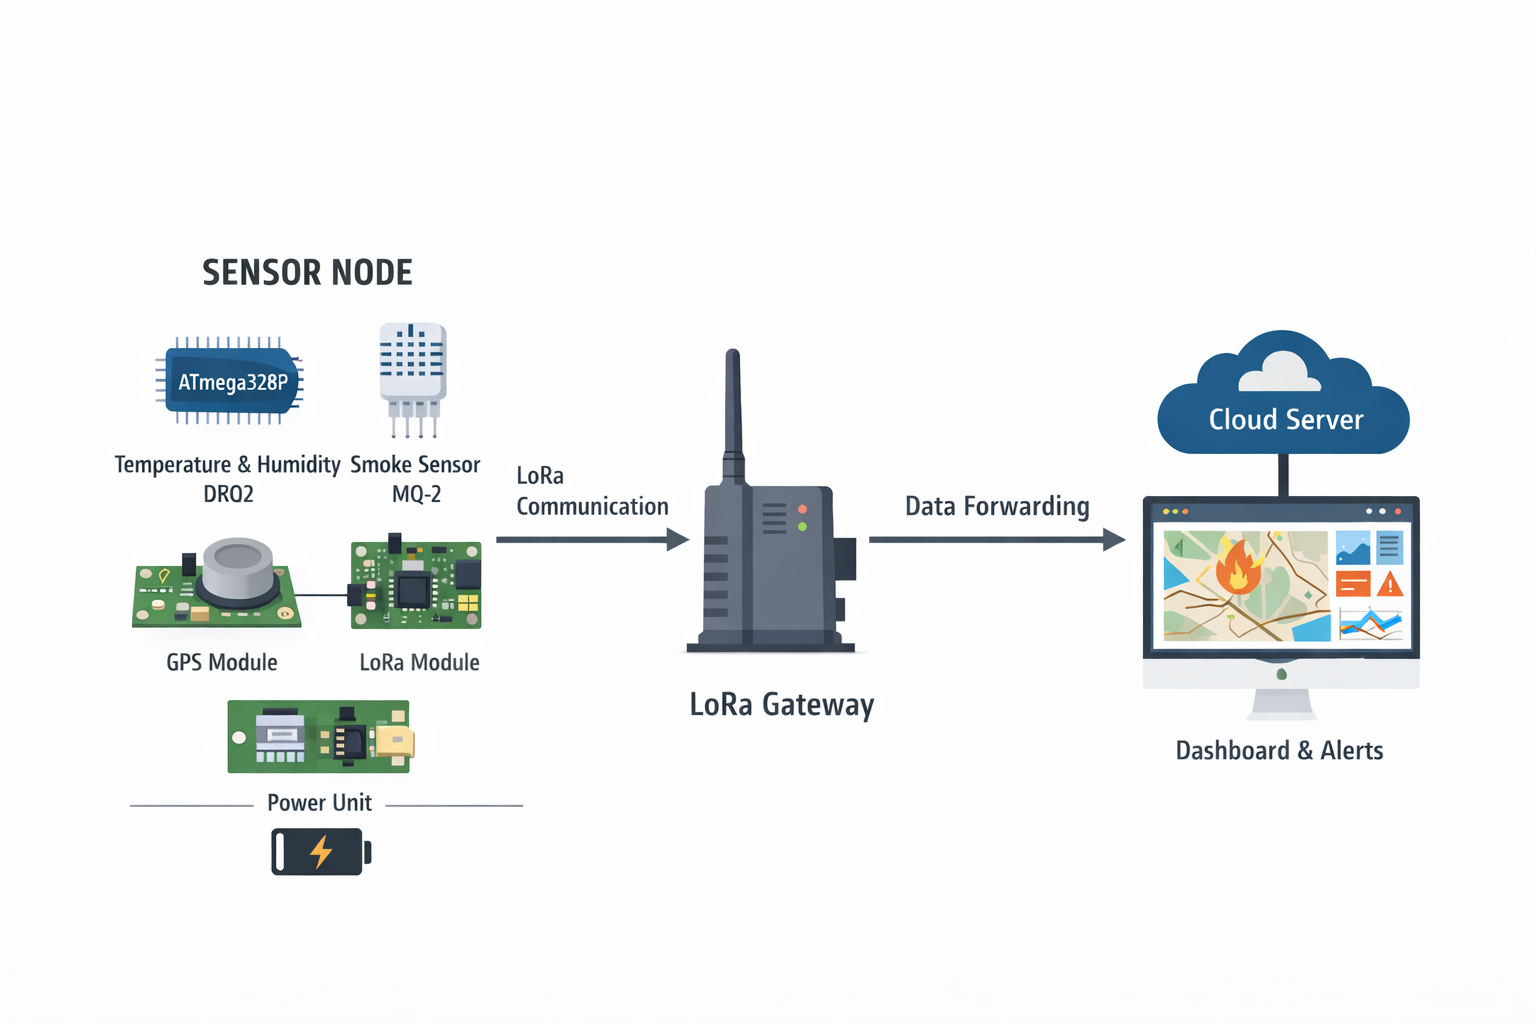 SENSOR NODE
ATmega328P
Temperature & Humidity
DRO2
Smoke Sensor
MQ-2
GPS Module
LoRa Module
Power Unit
LoRa
Communication
LoRa Gateway
Data Forwarding
Cloud Server
Dashboard & Alerts